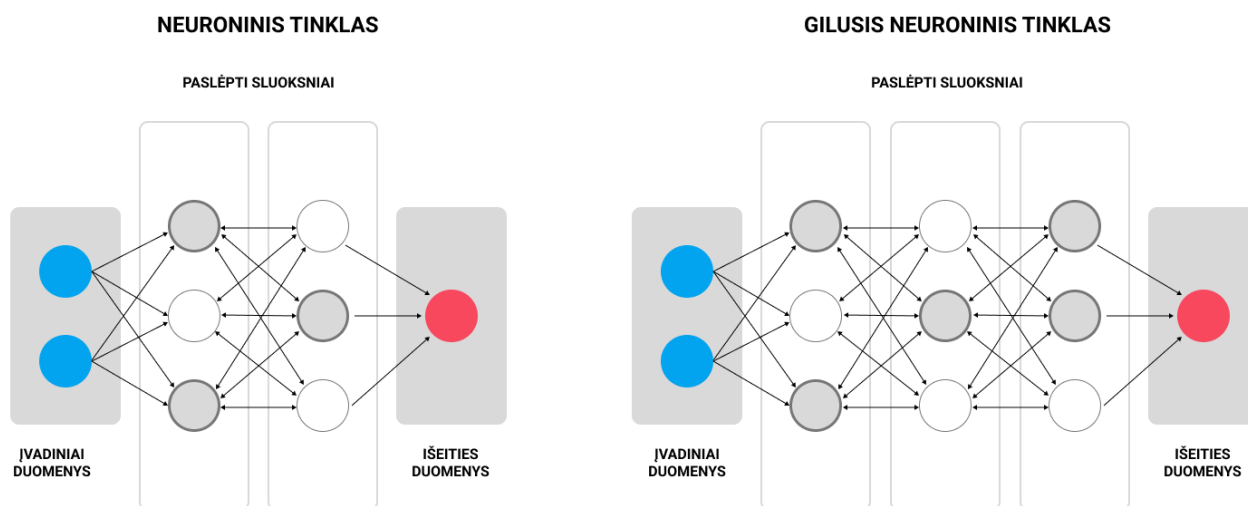 NEURONINIS TINKLAS
PASLĖPTI SLUOKSNIAI
ĮVADINIAI
DUOMENYS
IŠEITIES
DUOMENYS
GILUSIS NEURONINIS TINKLAS
PASLĖPTI SLUOKSNIAI
ĮVADINIAI
DUOMENYS
IŠEITIES
DUOMENYS